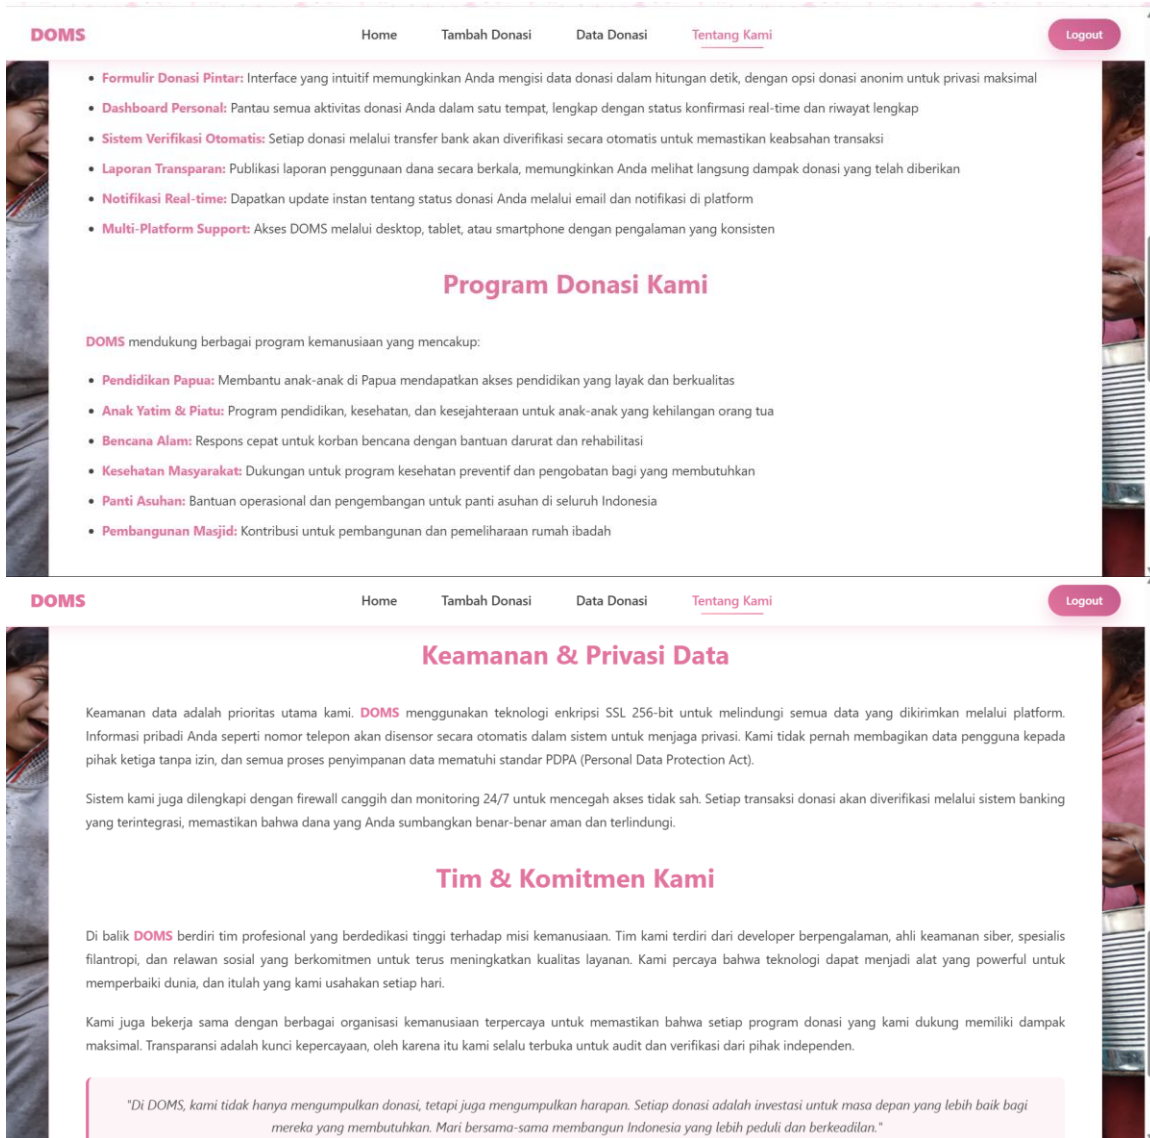 DOMS Home Tambah Donasi Data Donasi Tentang Kami Logout
• Formulir Donasi Pintar: Interface yang intuitif memungkinkan Anda mengisi data donasi dalam hitungan detik, dengan opsi donasi anonim untuk privasi maksimal
• Dashboard Personal: Pantau semua aktivitas donasi Anda dalam satu tempat, lengkap dengan status konfirmasi real-time dan riwayat lengkap
• Sistem Verifikasi Otomatis: Setiap donasi melalui transfer bank akan diverifikasi secara otomatis untuk memastikan keabsahan transaksi
• Laporan Transparan: Publikasi laporan penggunaan dana secara berkala, memungkinkan Anda melihat langsung dampak donasi yang telah diberikan
• Notifikasi Real-time: Dapatkan update instan tentang status donasi Anda melalui email dan notifikasi di platform
• Multi-Platform Support: Akses DOMS melalui desktop, tablet, atau smartphone dengan pengalaman yang konsisten
Program Donasi Kami
DOMS mendukung berbagai program kemanusiaan yang mencakup:
• Pendidikan Papua: Membantu anak-anak di Papua mendapatkan akses pendidikan yang layak dan berkualitas
• Anak Yatim & Piatu: Program pendidikan, kesehatan, dan kesejahteraan untuk anak-anak yang kehilangan orang tua
• Bencana Alam: Respons cepat untuk korban bencana dengan bantuan darurat dan rehabilitasi
• Kesehatan Masyarakat: Dukungan untuk program kesehatan preventif dan pengobatan bagi yang membutuhkan
• Panti Asuhan: Bantuan operasional dan pengembangan untuk panti asuhan di seluruh Indonesia
• Pembangunan Masjid: Kontribusi untuk pembangunan dan pemeliharaan rumah ibadah
DOMS Home Tambah Donasi Data Donasi Tentang Kami Logout
Keamanan & Privasi Data
Keamanan data adalah prioritas utama kami. DOMS menggunakan teknologi enkripsi SSL 256-bit untuk melindungi semua data yang dikirimkan melalui platform.
Informasi pribadi Anda seperti nomor telepon akan disensor secara otomatis dalam sistem untuk menjaga privasi. Kami tidak pernah membagikan data pengguna kepada
pihak ketiga tanpa izin, dan semua proses penyimpanan data mematuhi standar PDPA (Personal Data Protection Act).
Sistem kami juga dilengkapi dengan firewall canggih dan monitoring 24/7 untuk mencegah akses tidak sah. Setiap transaksi donasi akan diverifikasi melalui sistem banking
yang terintegrasi, memastikan bahwa dana yang Anda sumbangkan benar-benar aman dan terlindungi.
Tim & Komitmen Kami
Di balik DOMS berdiri tim profesional yang berdedikasi tinggi terhadap misi kemanusiaan. Tim kami terdiri dari developer berpengalaman, ahli keamanan siber, spesialis
filantropi, dan relawan sosial yang berkomitmen untuk terus meningkatkan kualitas layanan. Kami percaya bahwa teknologi dapat menjadi alat yang powerful untuk
memperbaiki dunia, dan itulah yang kami usahakan setiap hari.
Kami juga bekerja sama dengan berbagai organisasi kemanusiaan terpercaya untuk memastikan bahwa setiap program donasi yang kami dukung memiliki dampak
maksimal. Transparansi adalah kunci kepercayaan, oleh karena itu kami selalu terbuka untuk audit dan verifikasi dari pihak independen.
"Di DOMS, kami tidak hanya mengumpulkan donasi, tetapi juga mengumpulkan harapan. Setiap donasi adalah investasi untuk masa depan yang lebih baik bagi
mereka yang membutuhkan. Mari bersama-sama membangun Indonesia yang lebih peduli dan berkeadilan."